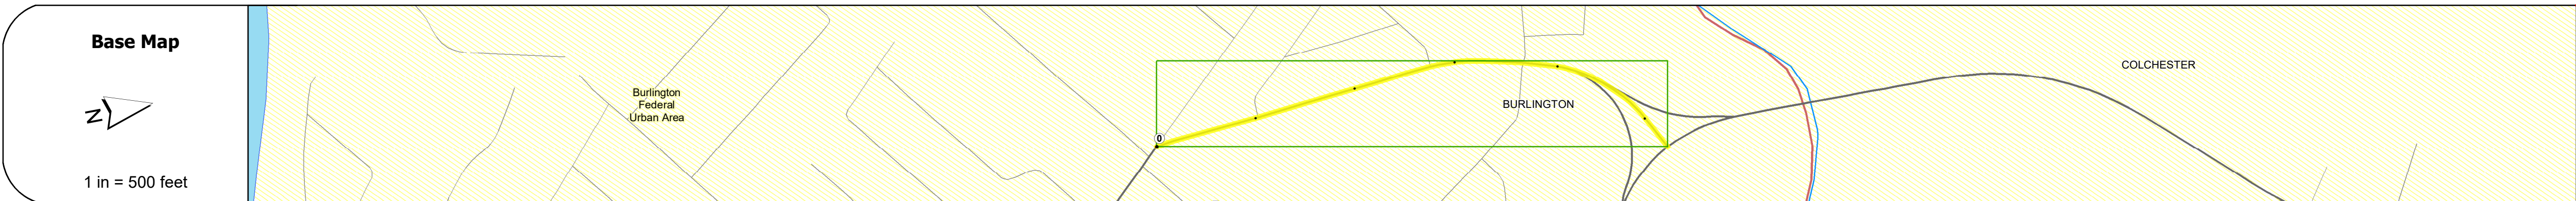 Base Map
N
1 in = 500 feet
Burlington
Federal
Urban Area
0
BURLINGTON
COLCHESTER